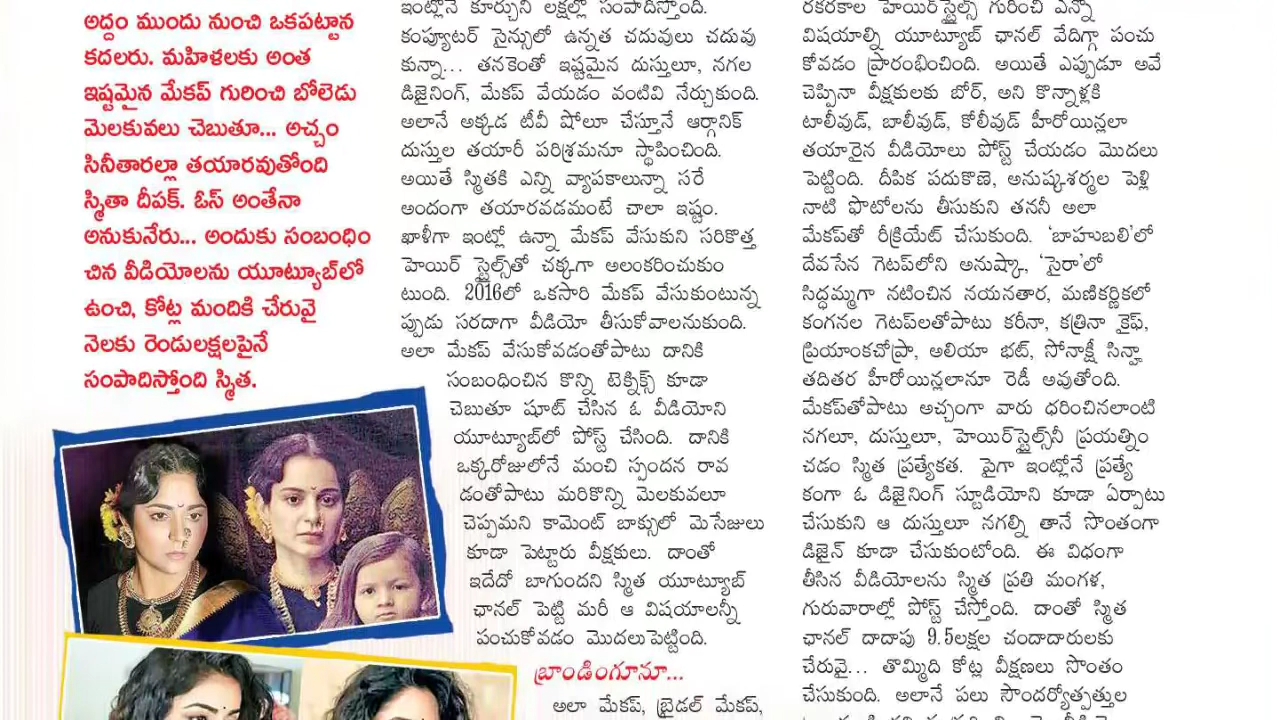 అద్దం ముందు నుంచి ఒకపట్టాన
కదలరు. మహిళలకు అంత
ఇష్టమైన మేకప్ గురించి బోలెడు
మెలకువలు చెబుతూ... అచ్చం
సినీతారల్లా తయారవుతోంది
స్మితా దీపక్. ఓస్ అంతేనా
అనుకునేరు... అందుకు సంబంధిం
చిన వీడియోలను యూట్యూబ్‌లో
ఉంచి, కోట్ల మందికి చేరువై
నెలకు రెండులక్షలపైనే
సంపాదిస్తోంది స్మిత.
ఇంట్లోనే కూర్చుని లక్షల్లో సంపాదిస్తోంది.
కంప్యూటర్ సైన్సులో ఉన్నత చదువులు చదువు
కున్నా... తనకెంతో ఇష్టమైన దుస్తులూ, నగల
డిజైనింగ్, మేకప్ వేయడం వంటివి నేర్చుకుంది.
అలానే అక్కడ టీవీ షోలూ చేస్తూనే ఆర్గానిక్
దుస్తుల తయారీ పరిశ్రమనూ స్థాపించింది.
అయితే స్మితకి ఎన్ని వ్యాపకాలున్నా సరే
అందంగా తయారవడమంటే చాలా ఇష్టం.
ఖాళీగా ఇంట్లో ఉన్నా మేకప్ వేసుకుని సరికొత్త
హెయిర్ స్టైల్స్‌తో చక్కగా అలంకరించుకుం
టుంది. 2016లో ఒకసారి మేకప్ వేసుకుంటున్న
ప్పుడు సరదాగా వీడియో తీసుకోవాలనుకుంది.
అలా మేకప్ వేసుకోవడంతోపాటు దానికి
సంబంధించిన కొన్ని టెక్నిక్స్ కూడా
చెబుతూ షూట్ చేసిన ఓ వీడియోని
యూట్యూబ్‌లో పోస్ట్ చేసింది. దానికి
ఒక్కరోజులోనే మంచి స్పందన రావ
డంతోపాటు మరికొన్ని మెలకువలూ
చెప్పమని కామెంట్ బాక్సులో మెసేజులు
కూడా పెట్టారు వీక్షకులు. దాంతో
ఇదేదో బాగుందని స్మిత యూట్యూబ్
ఛానల్ పెట్టి మరీ ఆ విషయాలన్నీ
పంచుకోవడం మొదలుపెట్టింది.
బ్రాండింగూనూ...
అలా మేకప్, బ్రైడల్ మేకప్,
రకరకాల హెయిర్‌స్టైల్స్ గురించి ఎన్నో
విషయాల్ని యూట్యూబ్ ఛానల్ వేదిగ్గా పంచు
కోవడం ప్రారంభించింది. అయితే ఎప్పుడూ అవే
చెప్పినా వీక్షకులకు బోర్, అని కొన్నాళ్లకి
టాలీవుడ్, బాలీవుడ్, కోలీవుడ్ హీరోయిన్లలా
తయారైన వీడియోలు పోస్ట్ చేయడం మొదలు
పెట్టింది. దీపిక పదుకొణె, అనుష్కశర్మల పెళ్లి
నాటి ఫొటోలను తీసుకుని తననీ అలా
మేకప్‌తో రీక్రియేట్ చేసుకుంది. ‘బాహుబలి’లో
దేవసేన గెటప్‌లోని అనుష్కా, ‘సైరా’లో
సిద్ధమ్మగా నటించిన నయనతార, మణికర్ణికలో
కంగనల గెటప్‌లతోపాటు కరీనా, కత్రినా కైఫ్,
ప్రియాంకచోప్రా, అలియా భట్, సోనాక్షీ సిన్హా
తదితర హీరోయిన్లలానూ రెడీ అవుతోంది.
మేకప్‌తోపాటు అచ్చంగా వారు ధరించినలాంటి
నగలూ, దుస్తులూ, హెయిర్‌స్టైల్స్‌నీ ప్రయత్నిం
చడం స్మిత ప్రత్యేకత. పైగా ఇంట్లోనే ప్రత్యే
కంగా ఓ డిజైనింగ్ స్టూడియోని కూడా ఏర్పాటు
చేసుకుని ఆ దుస్తులూ నగల్ని తానే సొంతంగా
డిజైన్ కూడా చేసుకుంటోంది. ఈ విధంగా
తీసిన వీడియోలను స్మిత ప్రతి మంగళ,
గురువారాల్లో పోస్ట్ చేస్తోంది. దాంతో స్మిత
ఛానల్ దాదాపు 9.5లక్షల చందాదారులకు
చేరువై... తొమ్మిది కోట్ల వీక్షణలు సొంతం
చేసుకుంది. అలానే పలు సౌందర్యోత్పత్తుల